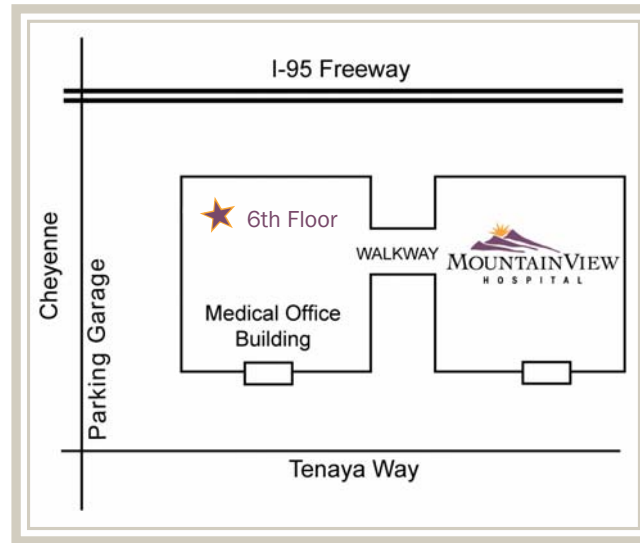 I-95 Freeway
Cheyenne
Parking Garage
6th Floor
WALKWAY
MOUNTAINVIEW
HOSPITAL
Medical Office
Building
Tenaya Way